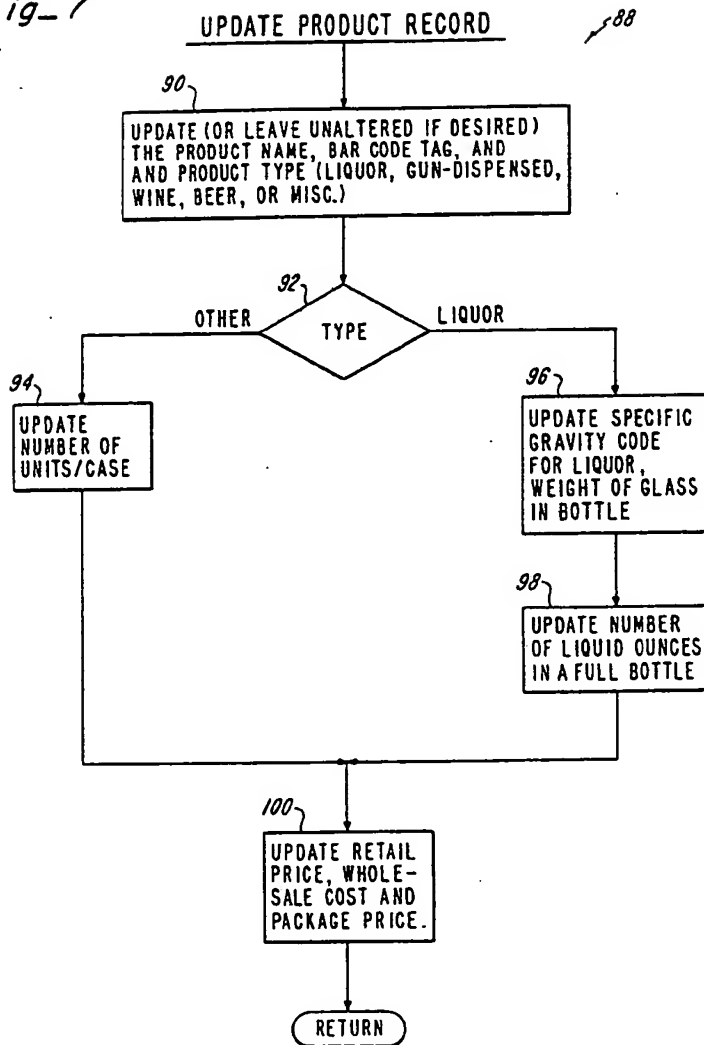 ig_7
UPDATE PRODUCT RECORD
88
90
UPDATE (OR LEAVE UNALTERED IF DESIRED)
THE PRODUCT NAME, BAR CODE TAG, AND
AND PRODUCT TYPE (LIQUOR, GUN-DISPENSED,
WINE, BEER, OR MISC.)
92
OTHER
TYPE
LIQUOR
94
UPDATE
NUMBER OF
UNITS/CASE
96
UPDATE SPECIFIC
GRAVITY CODE
FOR LIQUOR,
WEIGHT OF GLASS
IN BOTTLE
98
UPDATE NUMBER
OF LIQUID OUNCES
IN A FULL BOTTLE
100
UPDATE RETAIL
PRICE, WHOLE-
SALE COST AND
PACKAGE PRICE.
RETURN